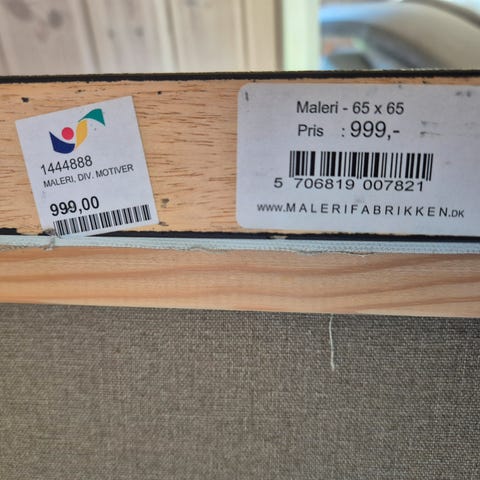 1444888
MALERI, DIV. MOTIVER
999,00
Maleri - 65 x 65
Pris : 999,-
5 706819 007821
www.MALERIFABRIKKEN.DK